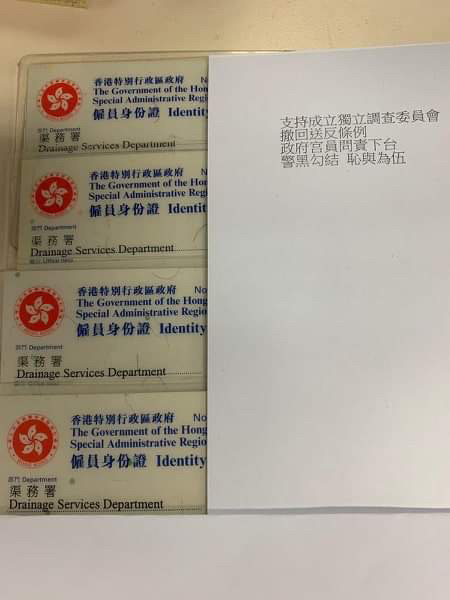 香港特別行政區政府 No
The Government of the Hon
Special Administrative Regi
僱員身份證 Identity
部門 Department
渠務署
Drainage Services Department
香港特別行政區政府 No
The Government of the Hon
Special Administrative Regio
僱員身份證 Identity
部門 Department
渠務署
Drainage Services Department
香港特別行政區政府 No
The Government of the Hong
Special Administrative Regio
僱員身份證 Identity
部門 Department
渠務署
Drainage Services Department
香港特別行政區政府 No
The Government of the Hong
Special Administrative Regio
僱員身份證 Identity
部門 Department
渠務署
Drainage Services Department
支持成立獨立調查委員會
撤回送反條例
政府官員問責下台
警黑勾結 恥與為伍